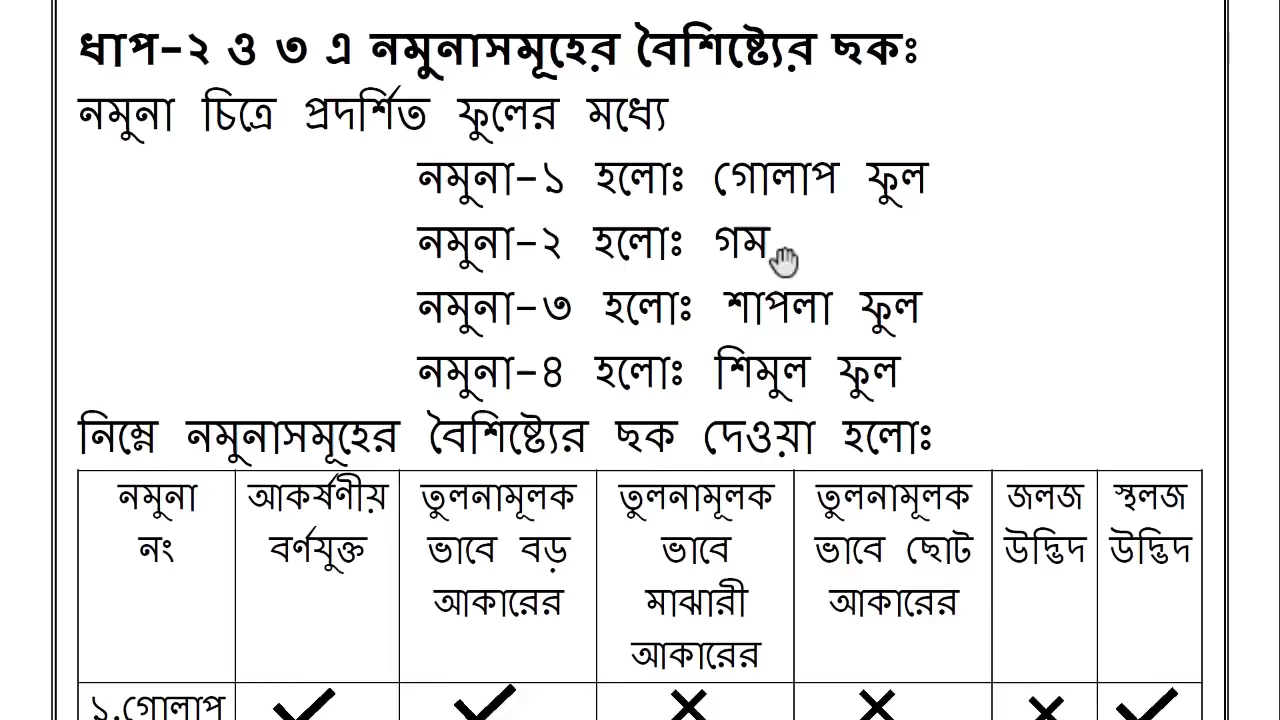 ধাপ-২ ও ৩ এ নমুনাসমূহের বৈশিষ্ট্যের ছকঃ
নমুনা চিত্রে প্রদর্শিত ফুলের মধ্যে
নমুনা-১ হলোঃ গোলাপ ফুল
নমুনা-২ হলোঃ গম
নমুনা-৩ হলোঃ শাপলা ফুল
নমুনা-৪ হলোঃ শিমুল ফুল
নিম্নে নমুনাসমূহের বৈশিষ্ট্যের ছক দেওয়া হলোঃ
নমুনা নং
আকর্ষণীয় বর্ণযুক্ত
তুলনামূলক ভাবে বড় আকারের
তুলনামূলক ভাবে মাঝারী আকারের
তুলনামূলক ভাবে ছোট আকারের
জলজ উদ্ভিদ
স্থলজ উদ্ভিদ
১.গোলাপ ✓ ✓ ✗ ✗ ✗ ✓